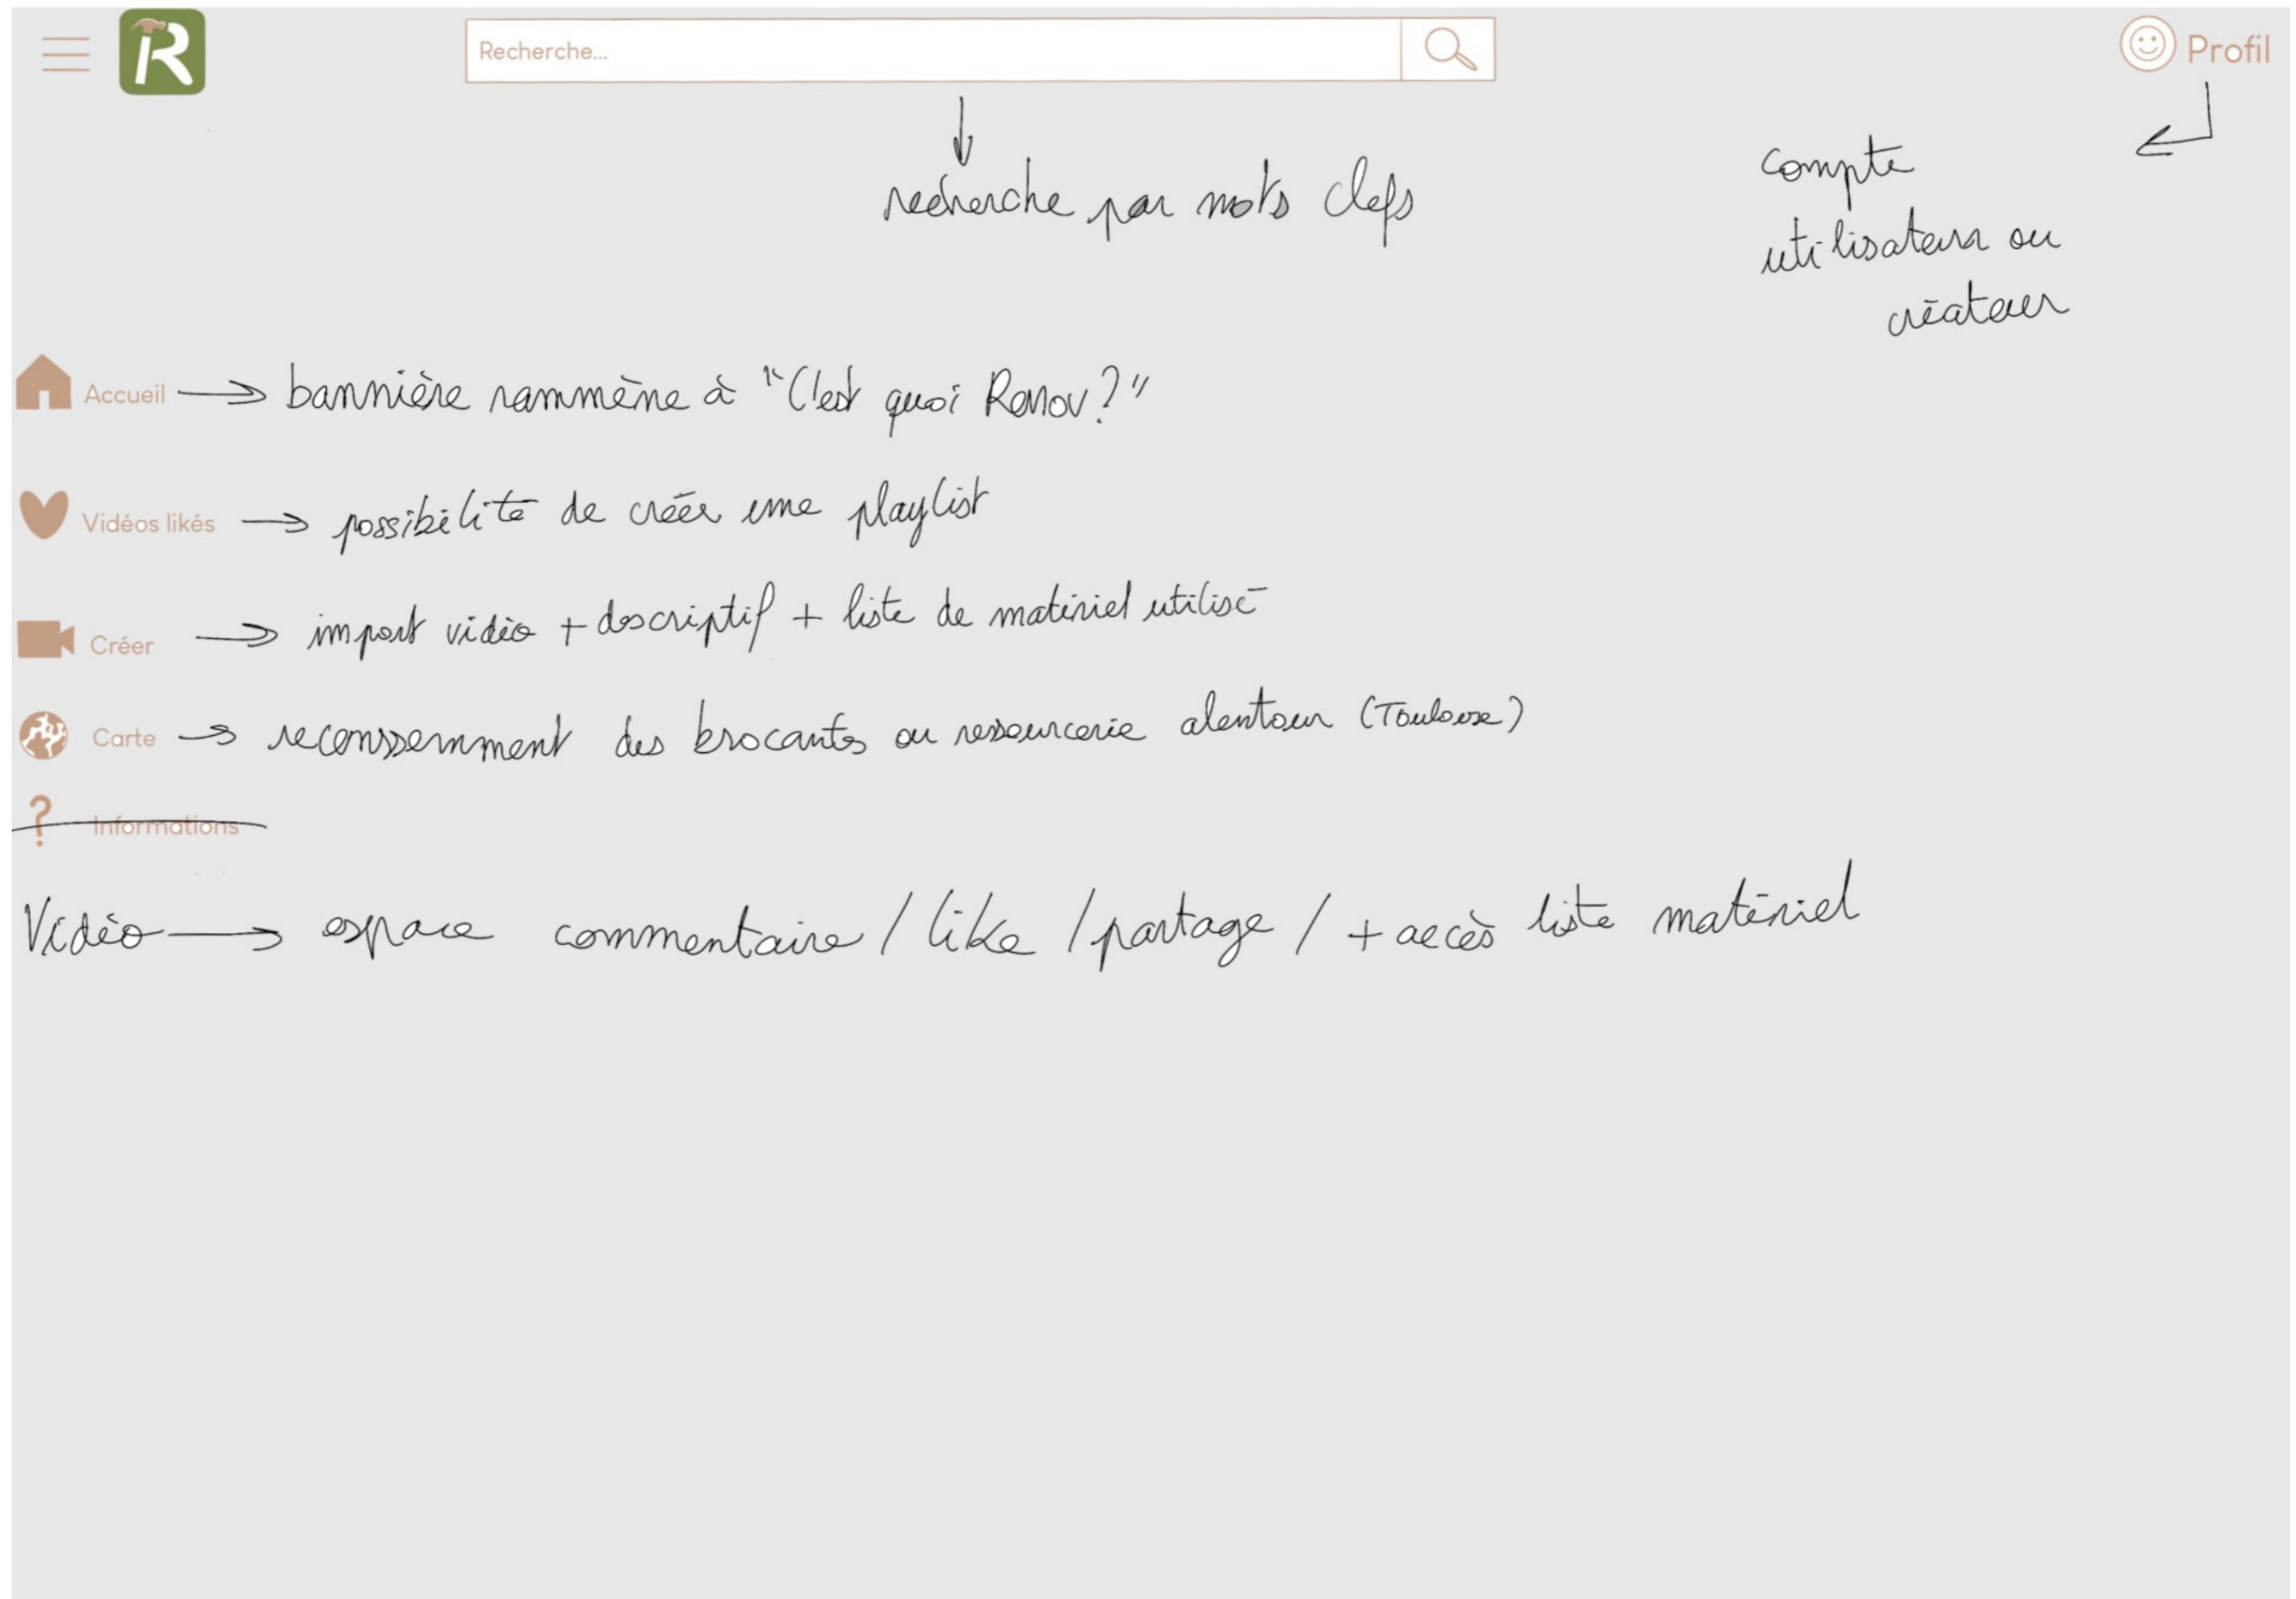 R
Recherche...
Profil
recherche par mots clefs
compte
utilisateur ou
créateur
Accueil → bannière rammène à "C'est quoi Renov?"
Vidéos likés → possibilité de créer une playlist
Créer → import vidéo + descriptif + liste de matériel utilisé
Carte → recenssemment des brocantes ou ressourcerie alentour (Toulouse)
Informations
Vidéo → espace commentaire / like / partage / + accès liste matériel